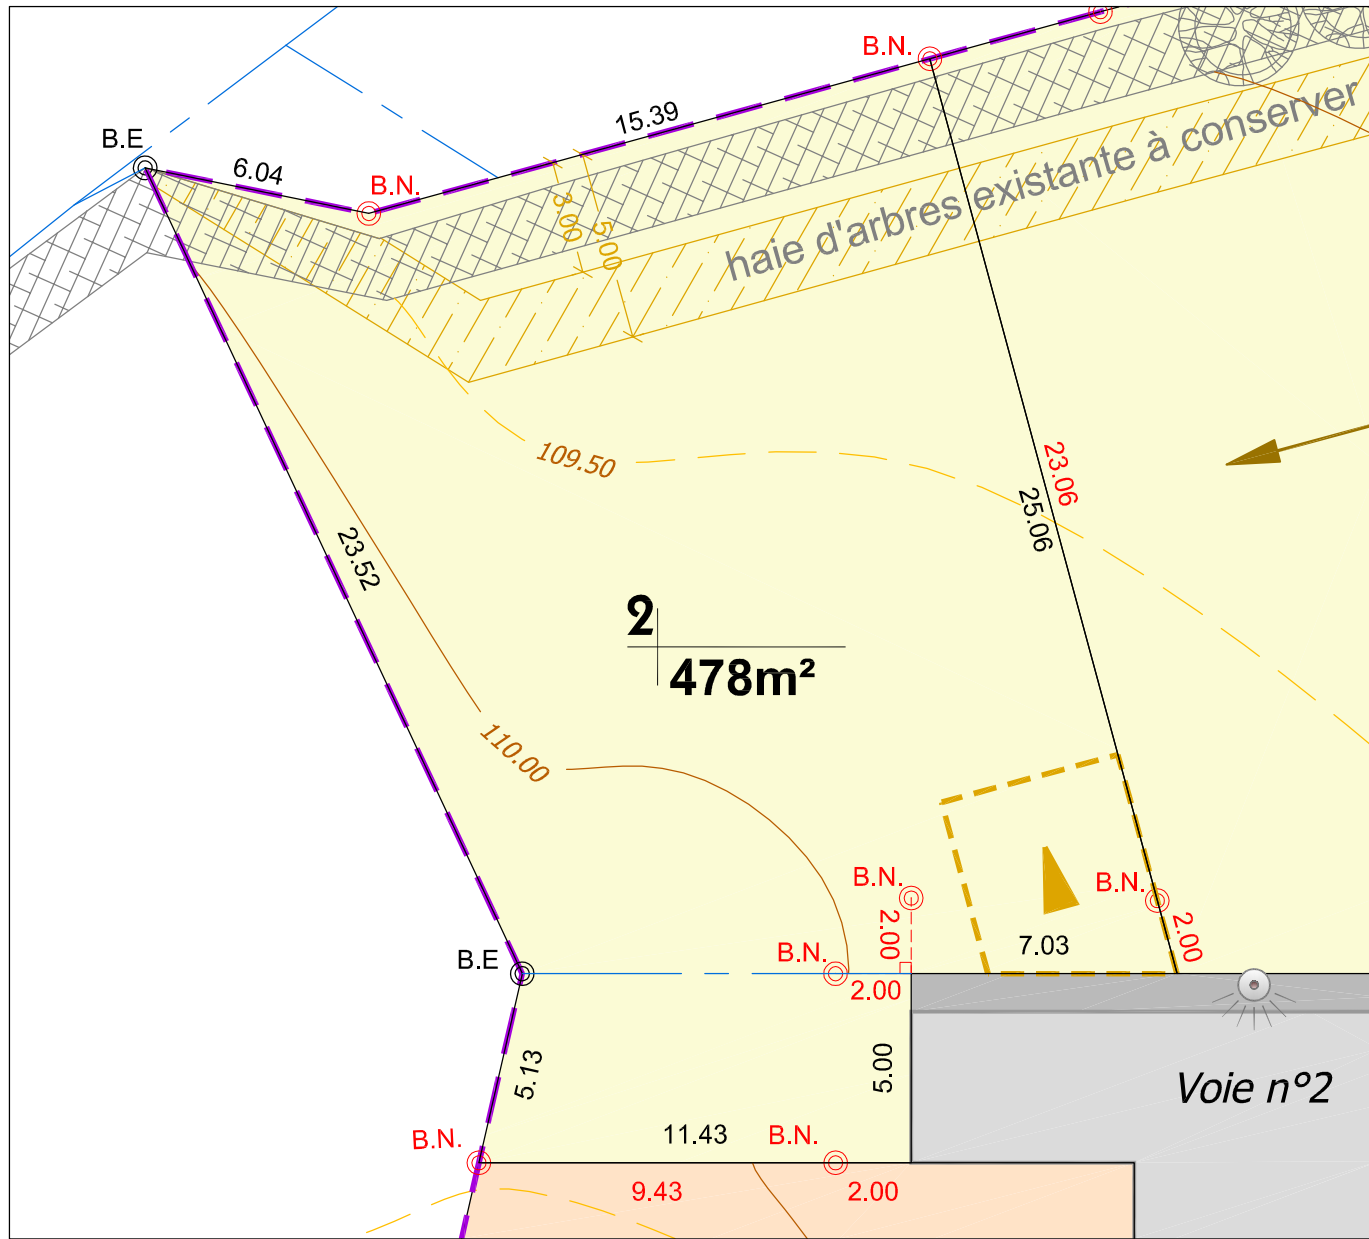 B.N.
15.39
B.E
6.04
B.N.
haie d'arbres existante à conserver
3.00
5.00
109.50
23.06
25.06
23.52
2
478m²
110.00
B.N.
B.N.
2.00
2.00
7.03
B.E
B.N.
2.00
5.13
5.00
Voie n°2
B.N.
11.43
B.N.
9.43
2.00